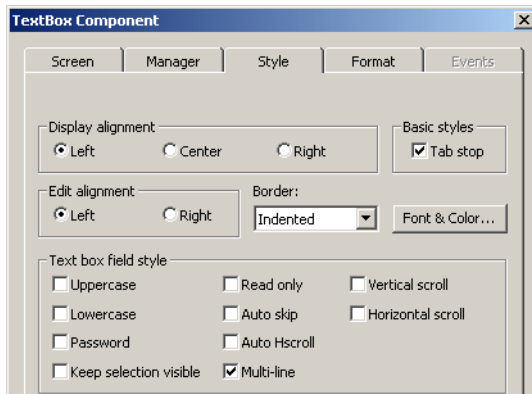 TextBox Component
Screen Manager Style Format Events
Display alignment Basic styles
Left Center Right Tab stop
Edit alignment Border:
Left Right Indented Font & Color...
Text box field style
Uppercase Read only Vertical scroll
Lowercase Auto skip Horizontal scroll
Password Auto Hscroll
Keep selection visible Multi-line